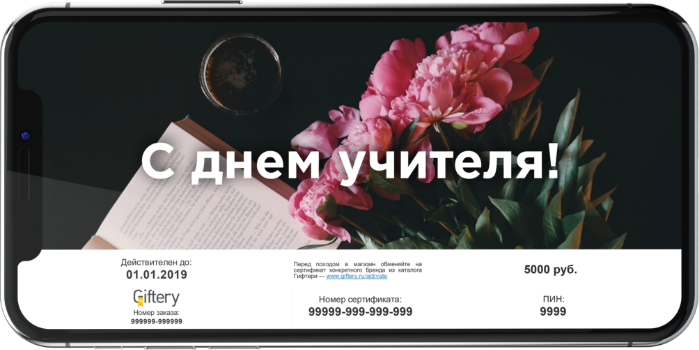 С днем учителя!
Действителен до:
01.01.2019
Перед походом в магазин обменяйте на
сертификат конкретного бренда из каталога
Гифтери — www.giftery.ru/activate
5000 руб.
Giftery
Номер заказа:
999999-999999
Номер сертификата:
99999-999-999-999
ПИН:
9999